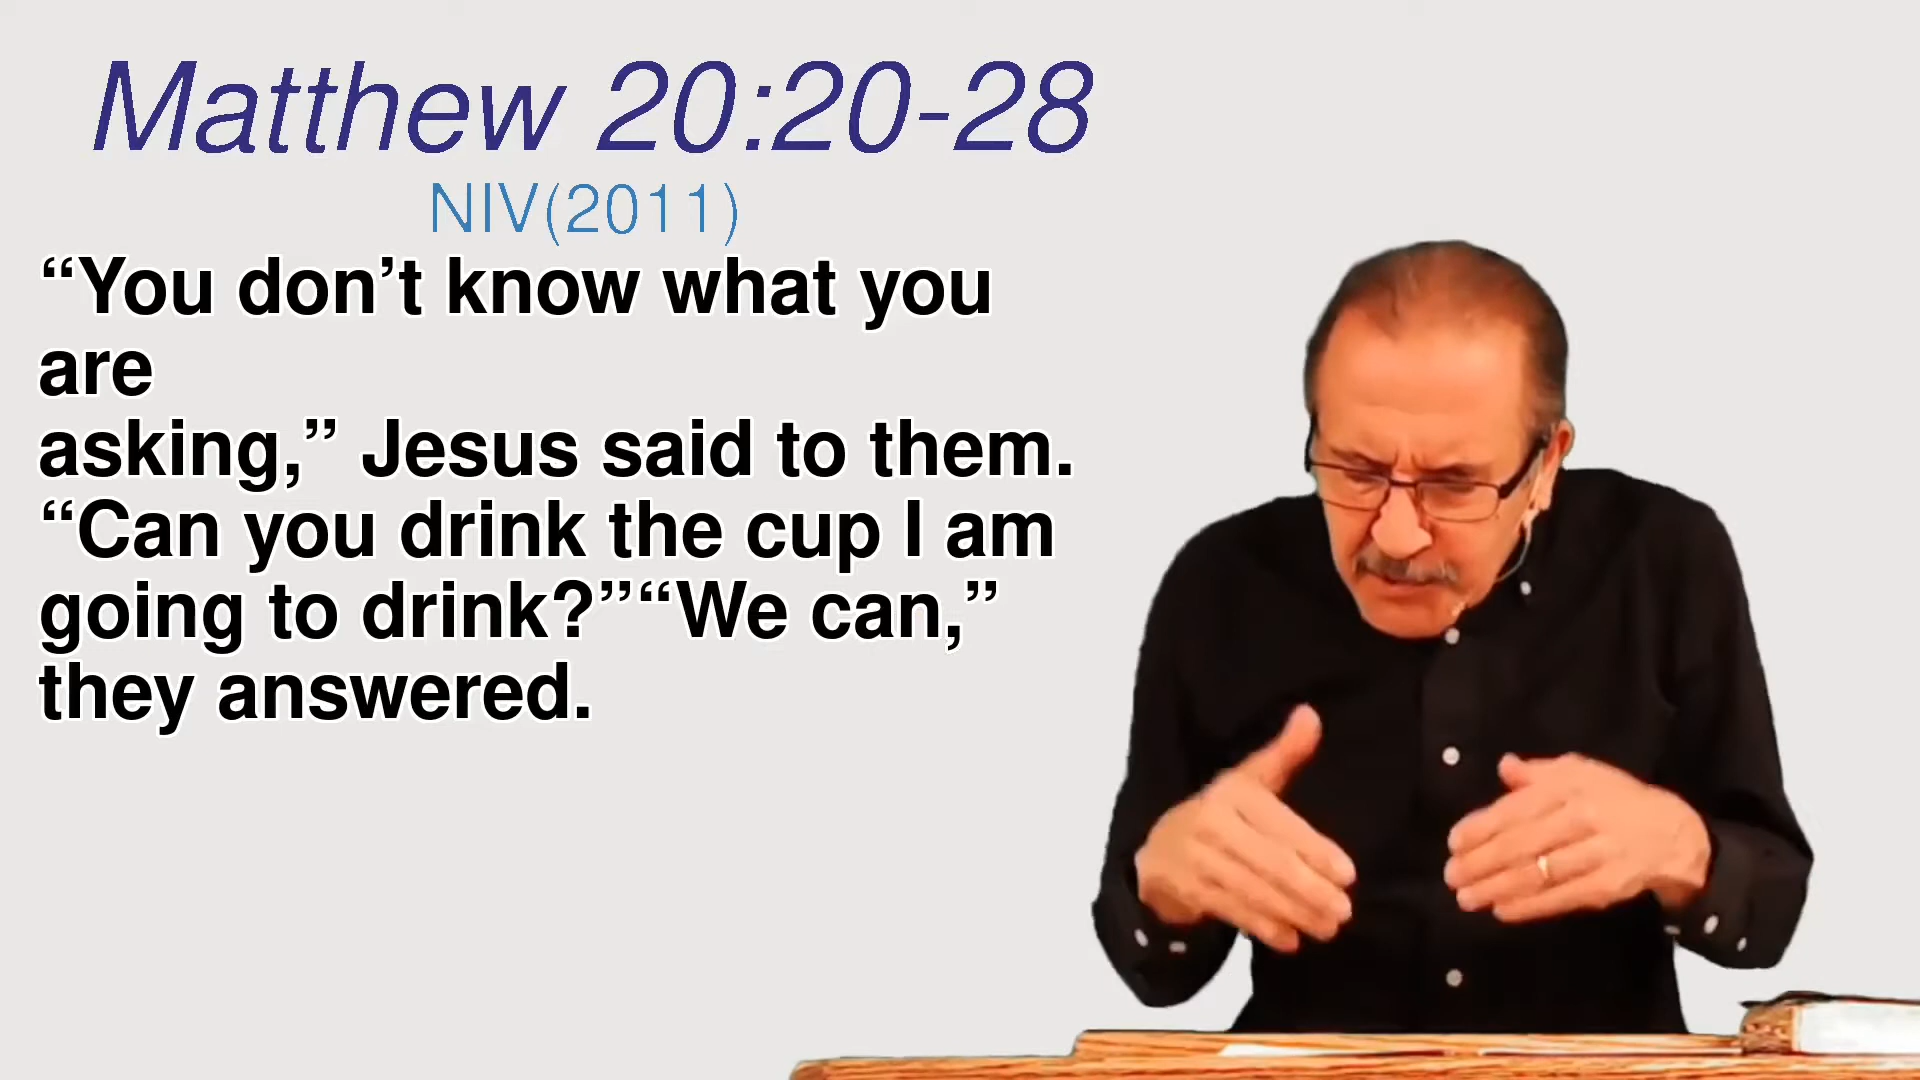 Matthew 20:20-28
NIV(2011)
“You don’t know what you
are
asking,” Jesus said to them.
“Can you drink the cup I am
going to drink?”“We can,”
they answered.